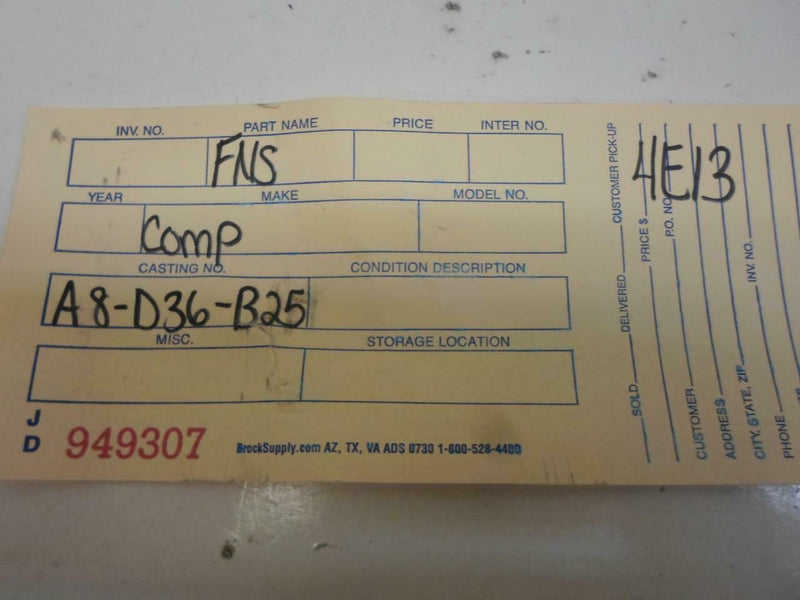 INV. NO. PART NAME PRICE INTER NO.
FNS
YEAR MAKE MODEL NO.
Comp
CASTING NO. CONDITION DESCRIPTION
A8-D36-B25
MISC. STORAGE LOCATION
J
D
949307
BrockSupply.com AZ, TX, VA ADS 0730 1-800-528-4400
4E13
SOLD DELIVERED CUSTOMER PICK-UP
PRICE $
P.O. NO.
CUSTOMER
ADDRESS
CITY, STATE, ZIP INV. NO.
PHONE